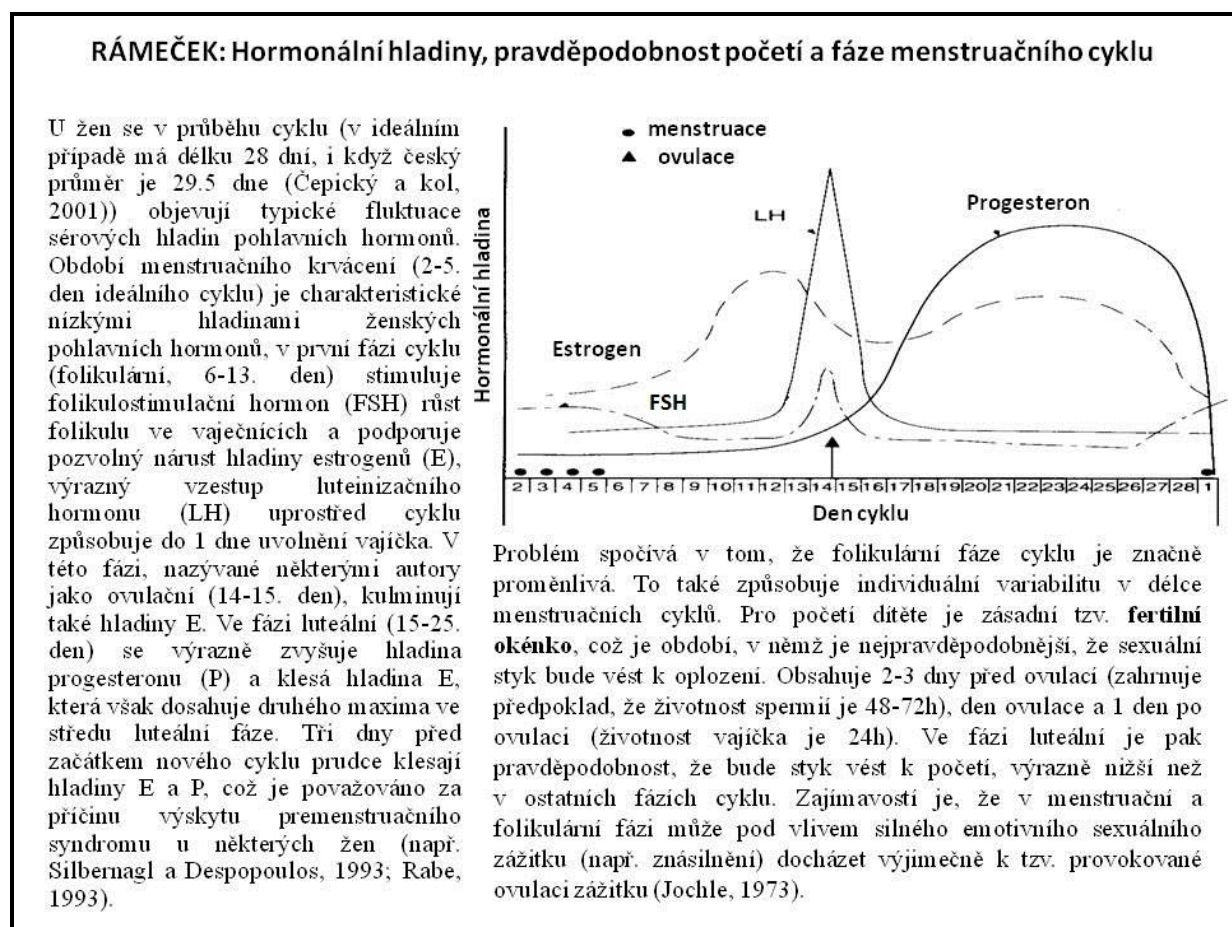 RÁMEČEK: Hormonální hladiny, pravděpodobnost početí a fáze menstruačního cyklu
U žen se v průběhu cyklu (v ideálním
případě má délku 28 dní, i když český
průměr je 29.5 dne (Čepický a kol,
2001)) objevují typické fluktuace
sérových hladin pohlavních hormonů.
Období menstruačního krvácení (2-5.
den ideálního cyklu) je charakteristické
nízkými hladinami ženských
pohlavních hormonů, v první fázi cyklu
(folikulární, 6-13. den) stimuluje
folikulostimulační hormon (FSH) růst
folikulu ve vaječnících a podporuje
pozvolný nárust hladiny estrogenů (E),
výrazný vzestup luteinizačního
hormonu (LH) uprostřed cyklu
způsobuje do 1 dne uvolnění vajíčka. V
této fázi, nazývané některými autory
jako ovulační (14-15. den), kulminují
také hladiny E. Ve fázi luteální (15-25.
den) se výrazně zvyšuje hladina
progesteronu (P) a klesá hladina E,
která však dosahuje druhého maxima ve
středu luteální fáze. Tři dny před
začátkem nového cyklu prudce klesají
hladiny E a P, což je považováno za
příčinu výskytu premenstruačního
syndromu u některých žen (např.
Silbernagl a Despopoulos, 1993; Rabe,
1993).
menstruace
ovulace
Hormonální hladina
LH
Progesteron
Estrogen
FSH
2 3 4 5 6 7 8 9 10 11 12 13 14 15 16 17 18 19 20 21 22 23 24 25 26 27 28 1
Den cyklu
Problém spočívá v tom, že folikulární fáze cyklu je značně
proměnlivá. To také způsobuje individuální variabilitu v délce
menstruačních cyklů. Pro početí dítěte je zásadní tzv. fertilní
okénko, což je období, v němž je nejpravděpodobnější, že sexuální
styk bude vést k oplození. Obsahuje 2-3 dny před ovulací (zahrnuje
předpoklad, že životnost spermií je 48-72h), den ovulace a 1 den po
ovulaci (životnost vajíčka je 24h). Ve fázi luteální je pak
pravděpodobnost, že bude styk vést k početí, výrazně nižší než
v ostatních fázích cyklu. Zajímavostí je, že v menstruační a
folikulární fázi může pod vlivem silného emotivního sexuálního
zážitku (např. znásilnění) docházet výjimečně k tzv. provokované
ovulaci zážitku (Jochle, 1973).